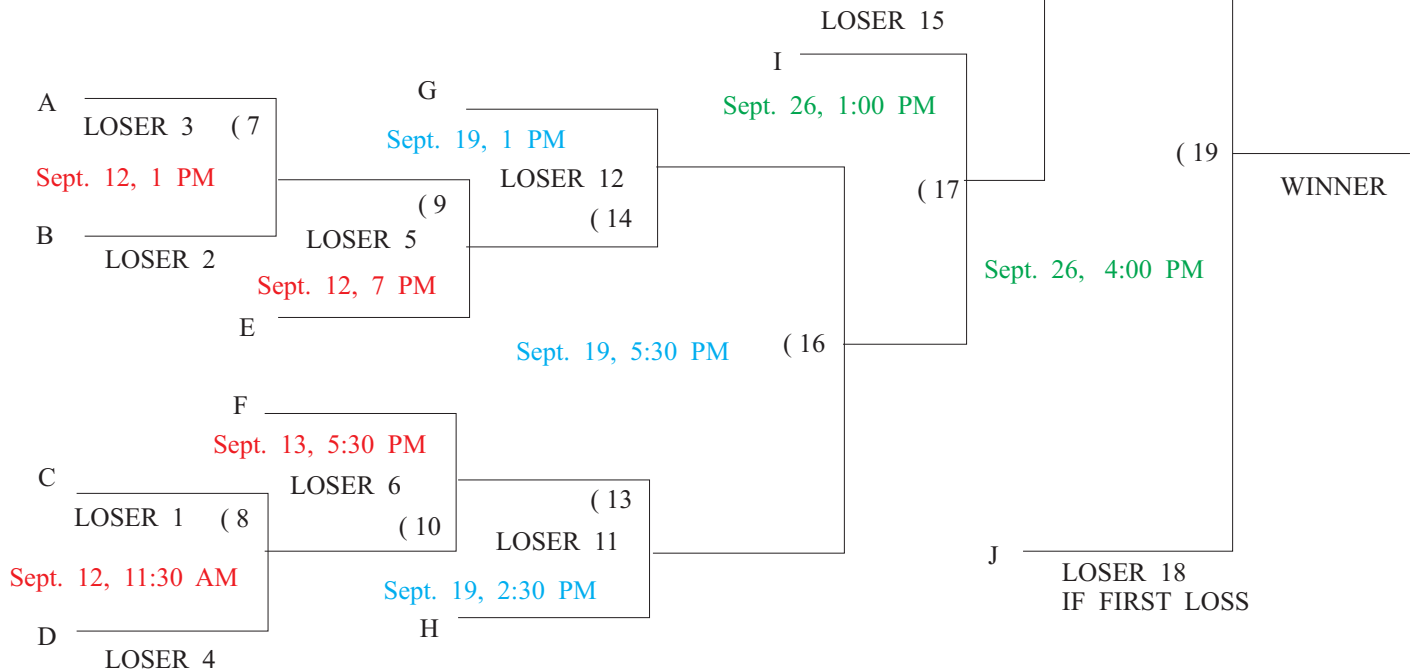 LOSER 15
I
Sept. 26, 1:00 PM
A
LOSER 3 ( 7
Sept. 12, 1 PM
B
LOSER 2
G
Sept. 19, 1 PM
LOSER 12
( 14
( 9
LOSER 5
Sept. 12, 7 PM
E
( 17
( 19
WINNER
Sept. 26, 4:00 PM
Sept. 19, 5:30 PM ( 16
F
Sept. 13, 5:30 PM
LOSER 6
( 10
C
LOSER 1 ( 8
Sept. 12, 11:30 AM
D
LOSER 4
( 13
LOSER 11
Sept. 19, 2:30 PM
H
J
LOSER 18
IF FIRST LOSS